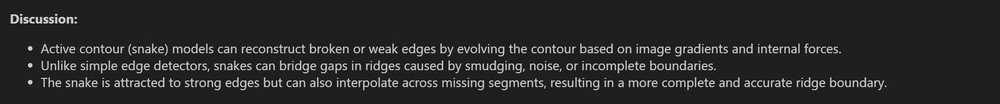 Discussion:
• Active contour (snake) models can reconstruct broken or weak edges by evolving the contour based on image gradients and internal forces.
• Unlike simple edge detectors, snakes can bridge gaps in ridges caused by smudging, noise, or incomplete boundaries.
• The snake is attracted to strong edges but can also interpolate across missing segments, resulting in a more complete and accurate ridge boundary.